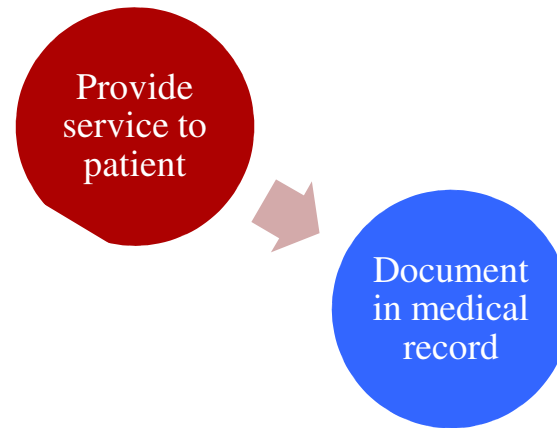 Provide
service to
patient
Document
in medical
record